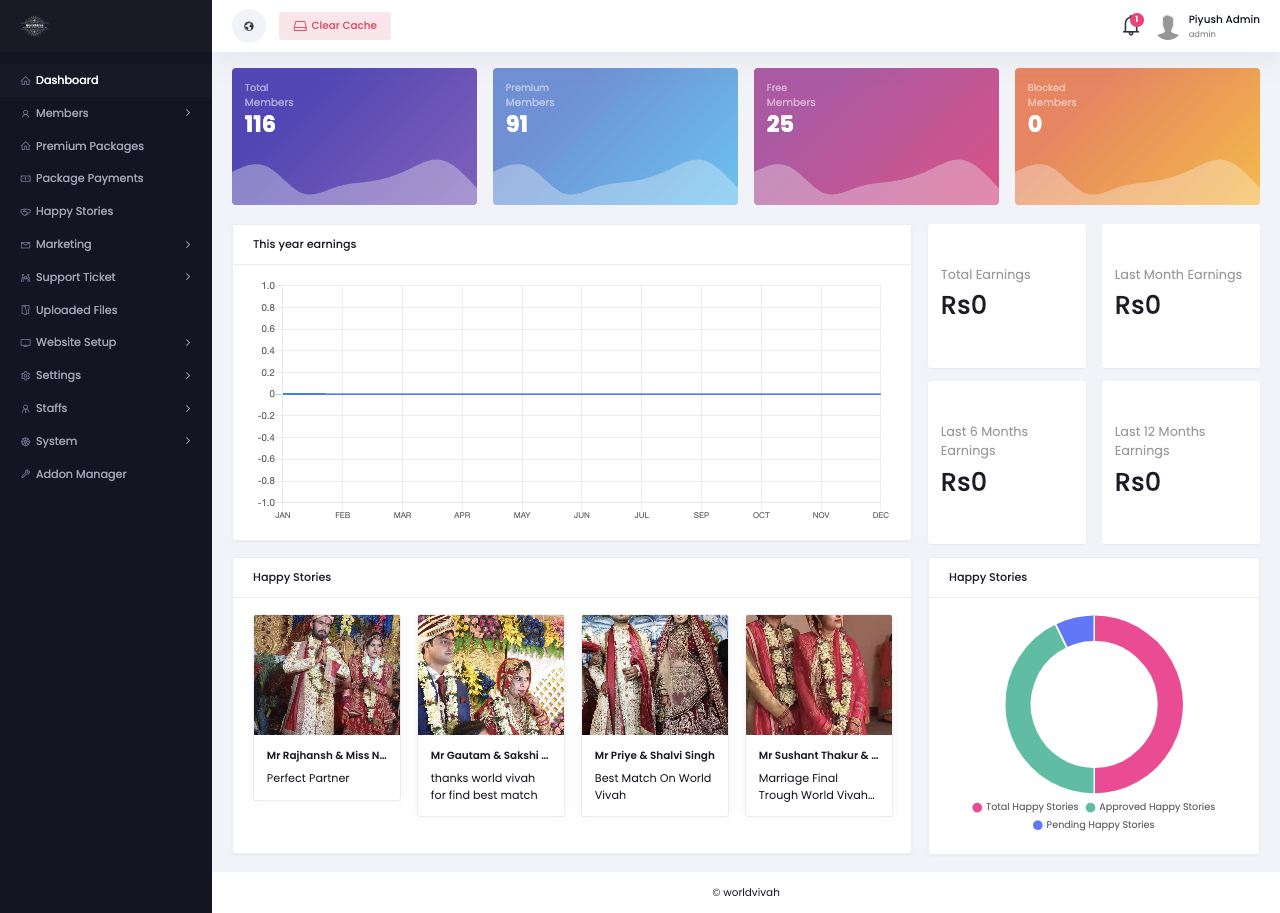 Clear Cache
1
Piyush Admin
admin
Dashboard
Members
Premium Packages
Package Payments
Happy Stories
Marketing
Support Ticket
Uploaded Files
Website Setup
Settings
Staffs
System
Addon Manager
Total
Members
116
Premium
Members
91
Free
Members
25
Blocked
Members
0
This year earnings
1.0
0.8
0.6
0.4
0.2
0
-0.2
-0.4
-0.6
-0.8
-1.0
JAN FEB MAR APR MAY JUN JUL SEP OCT NOV DEC
Total Earnings
Rs0
Last Month Earnings
Rs0
Last 6 Months
Earnings
Rs0
Last 12 Months
Earnings
Rs0
Happy Stories
Mr Rajhansh & Miss N...
Perfect Partner
Mr Gautam & Sakshi ...
thanks world vivah
for find best match
Mr Priye & Shalvi Singh
Best Match On World
Vivah
Mr Sushant Thakur & ...
Marriage Final
Trough World Vivah...
Happy Stories
Total Happy Stories
Approved Happy Stories
Pending Happy Stories
© worldvivah